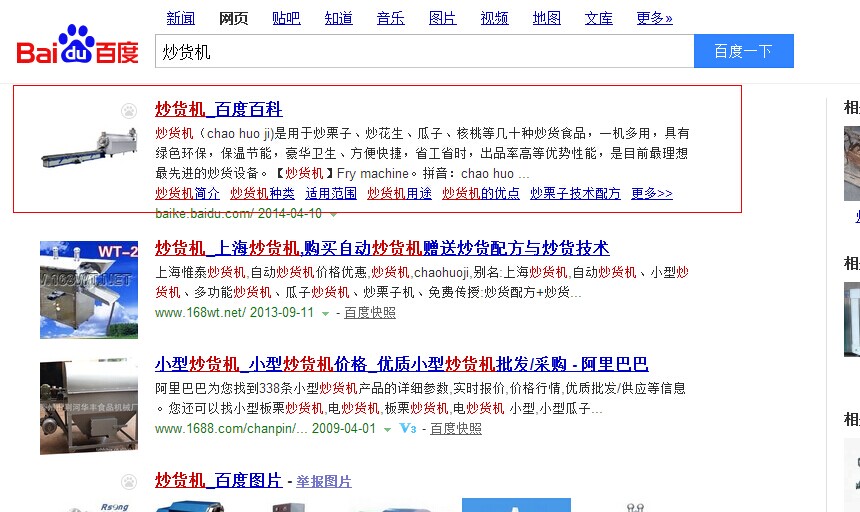 新闻 网页 贴吧 知道 音乐 图片 视频 地图 文库 更多»
Bai du 百度
炒货机
百度一下
炒货机_百度百科
炒货机（chao huo ji)是用于炒栗子、炒花生、瓜子、核桃等几十种炒货食品，一机多用，具有
绿色环保，保温节能，豪华卫生、方便快捷，省工省时，出品率高等优势性能，是目前最理想
最先进的炒货设备。【炒货机】Fry machine。拼音：chao huo ...
炒货机简介 炒货机种类 适用范围 炒货机用途 炒货机的优点 炒栗子技术配方 更多>>
baike.baidu.com/ 2014-04-10
炒货机_上海炒货机,购买自动炒货机赠送炒货配方与炒货技术
上海惟泰炒货机,自动炒货机价格优惠,炒货机,chaohuoji,别名:上海炒货机,自动炒货机、小型炒
货机、多功能炒货机、瓜子炒货机、炒栗子机、免费传授:炒货配方+炒货...
www.168wt.net/ 2013-09-11 - 百度快照
WT-2
小型炒货机_小型炒货机价格_优质小型炒货机批发/采购 - 阿里巴巴
阿里巴巴为您找到338条小型炒货机产品的详细参数,实时报价,价格行情,优质批发/供应等信息
。您还可以找小型板栗炒货机,电炒货机,板栗炒货机,电炒货机 小型,小型瓜子...
www.1688.com/chanpin/... 2009-04-01 V3 - 百度快照
炒货机_百度图片 - 举报图片
Rsong
相
相
相